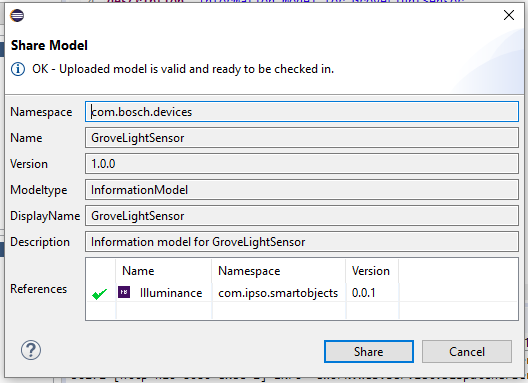 Share Model
OK - Uploaded model is valid and ready to be checked in.
Namespace com.bosch.devices
Name GroveLightSensor
Version 1.0.0
Modeltype InformationModel
DisplayName GroveLightSensor
Description Information model for GroveLightSensor
References
Name Namespace Version
FB Illuminance com.ipso.smartobjects 0.0.1
? Share Cancel